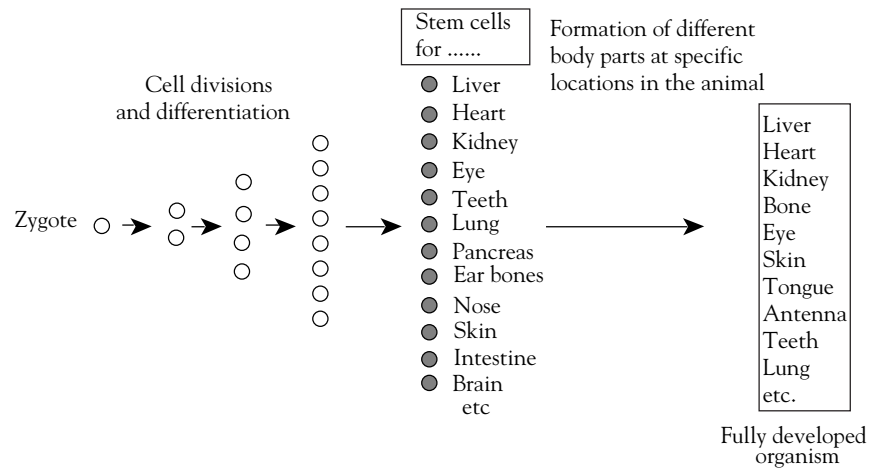 Stem cells
for ......
Formation of different
body parts at specific
locations in the animal
Cell divisions
and differentiation
Zygote
Liver
Heart
Kidney
Eye
Teeth
Lung
Pancreas
Ear bones
Nose
Skin
Intestine
Brain
etc
Liver
Heart
Kidney
Bone
Eye
Skin
Tongue
Antenna
Teeth
Lung
etc.
Fully developed
organism